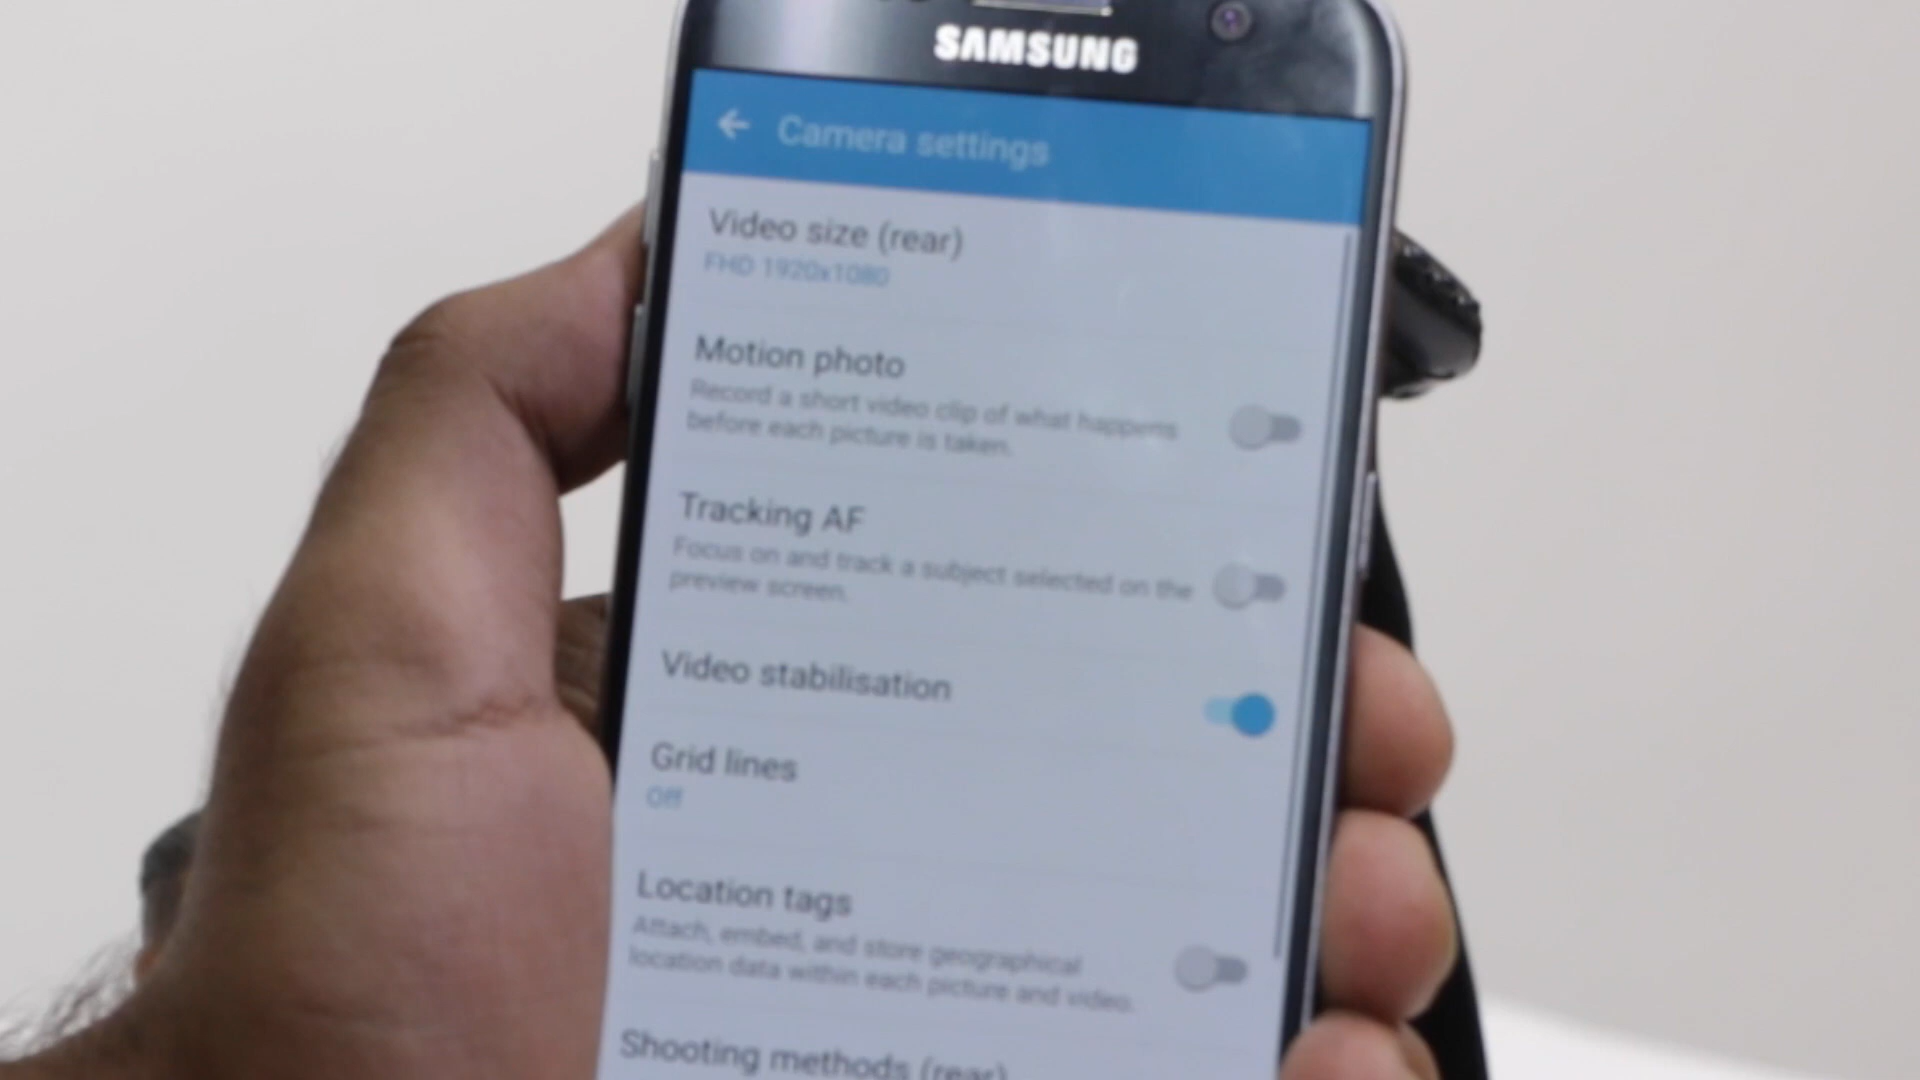 SAMSUNG
Camera settings
Video size (rear)
FHD 1920x1080
Motion photo
Record a short video clip of what happens
before each picture is taken.
Tracking AF
Focus on and track a subject selected on the
preview screen.
Video stabilisation
Grid lines
Off
Location tags
Attach, embed, and store geographical
location data within each picture and video.
Shooting methods (rear)